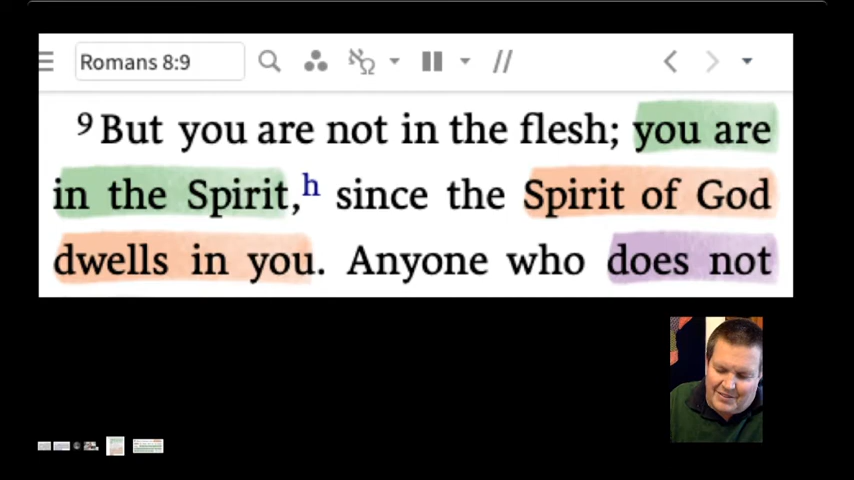 Romans 8:9
9 But you are not in the flesh; you are
in the Spirit,h since the Spirit of God
dwells in you. Anyone who does not